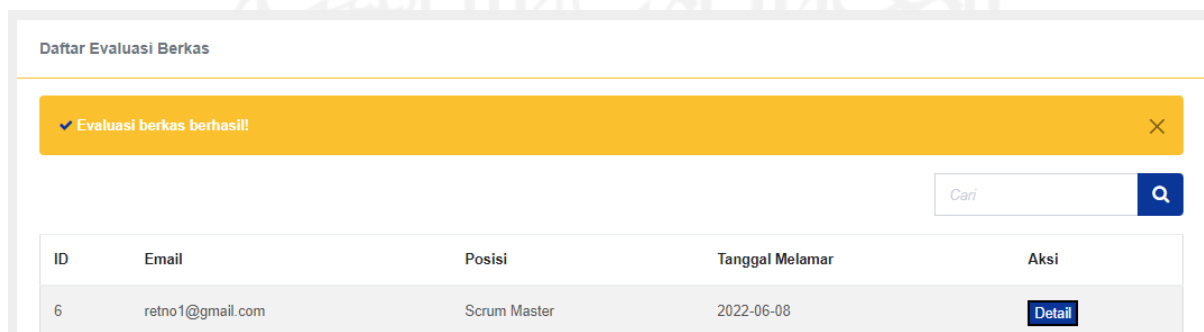 Daftar Evaluasi Berkas
Evaluasi berkas berhasil!
Cari
ID Email Posisi Tanggal Melamar Aksi
6 retno1@gmail.com Scrum Master 2022-06-08 Detail